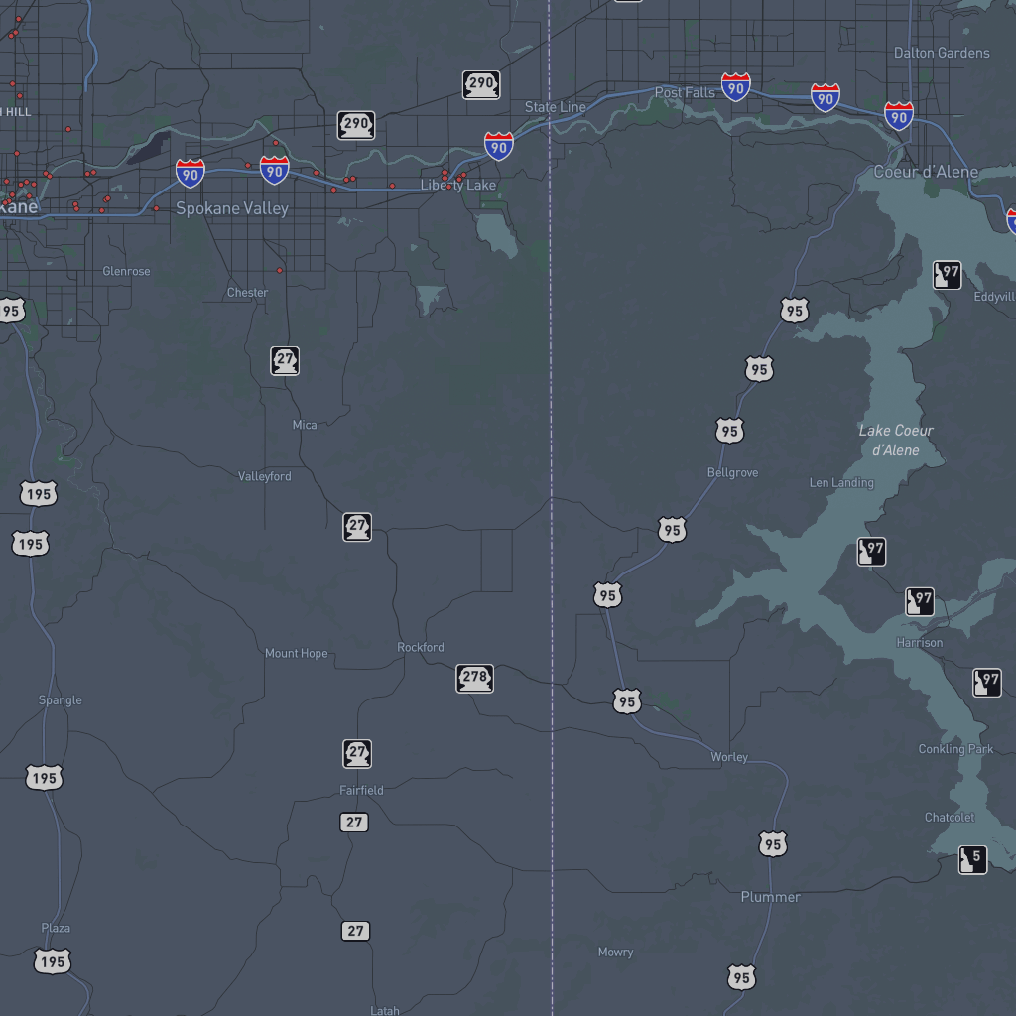 Dalton Gardens
290
Post Falls
90
90
State Line
HILL
290
90
90
90
90
Coeur d'Alene
Liberty Lake
kane
Spokane Valley
Glenrose
97
Chester
Eddyvill
95
95
27
95
Mica
95
Lake Coeur
d'Alene
Bellgrove
Valleyford
Len Landing
195
27
95
195
97
95
97
Harrison
Rockford
Mount Hope
278
97
Spargle
95
Conkling Park
27
Worley
195
Fairfield
Chatcolet
27
95
5
Plummer
Plaza
27
Mowry
195
95
Latah